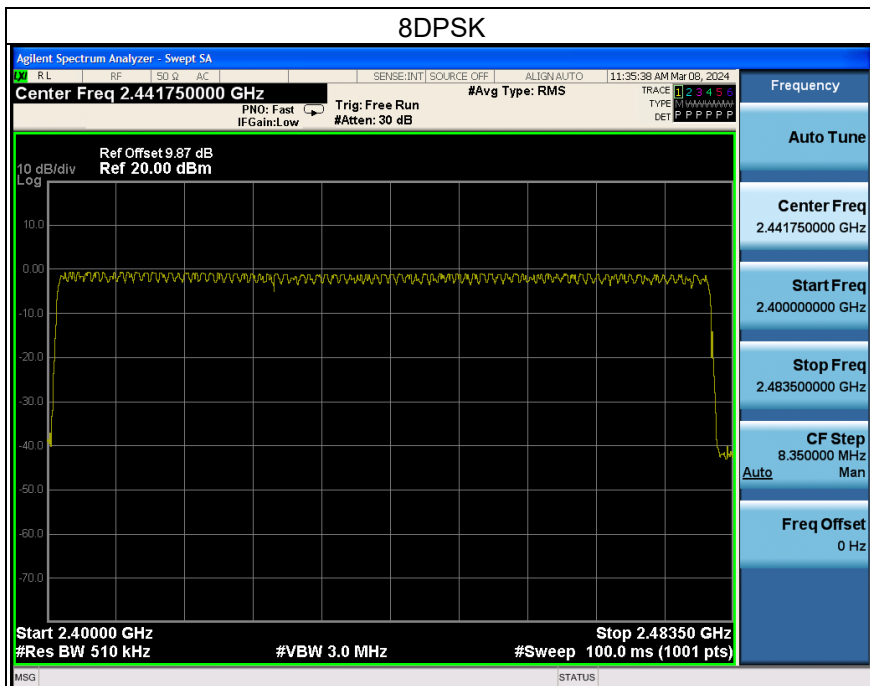 8DPSK
Agilent Spectrum Analyzer - Swept SA
LXI RL RF 50 Ω AC SENSE:INT SOURCE OFF ALIGN AUTO 11:35:38 AM Mar 08, 2024
Center Freq 2.441750000 GHz #Avg Type: RMS TRACE 1 2 3 4 5 6
PNO: Fast Trig: Free Run TYPE M WWWWW
IFGain:Low #Atten: 30 dB DET P P P P P P
Ref Offset 9.87 dB
10 dB/div Ref 20.00 dBm
Log
10.0
0.00
-10.0
-20.0
-30.0
-40.0
-50.0
-60.0
-70.0
Start 2.40000 GHz Stop 2.48350 GHz
#Res BW 510 kHz #VBW 3.0 MHz #Sweep 100.0 ms (1001 pts)
MSG STATUS
Frequency
Auto Tune
Center Freq
2.441750000 GHz
Start Freq
2.400000000 GHz
Stop Freq
2.483500000 GHz
CF Step
8.350000 MHz
Auto Man
Freq Offset
0 Hz